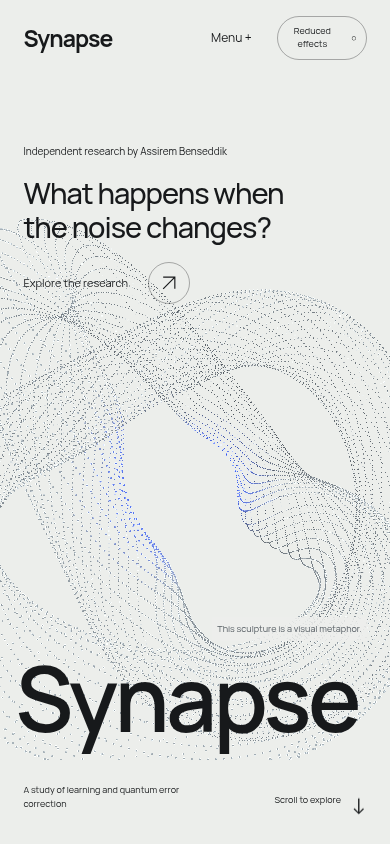 Synapse
Menu +
Reduced
effects
Independent research by Assirem Benseddik
What happens when
the noise changes?
Explore the research
This sculpture is a visual metaphor.
Synapse
A study of learning and quantum error
correction
Scroll to explore